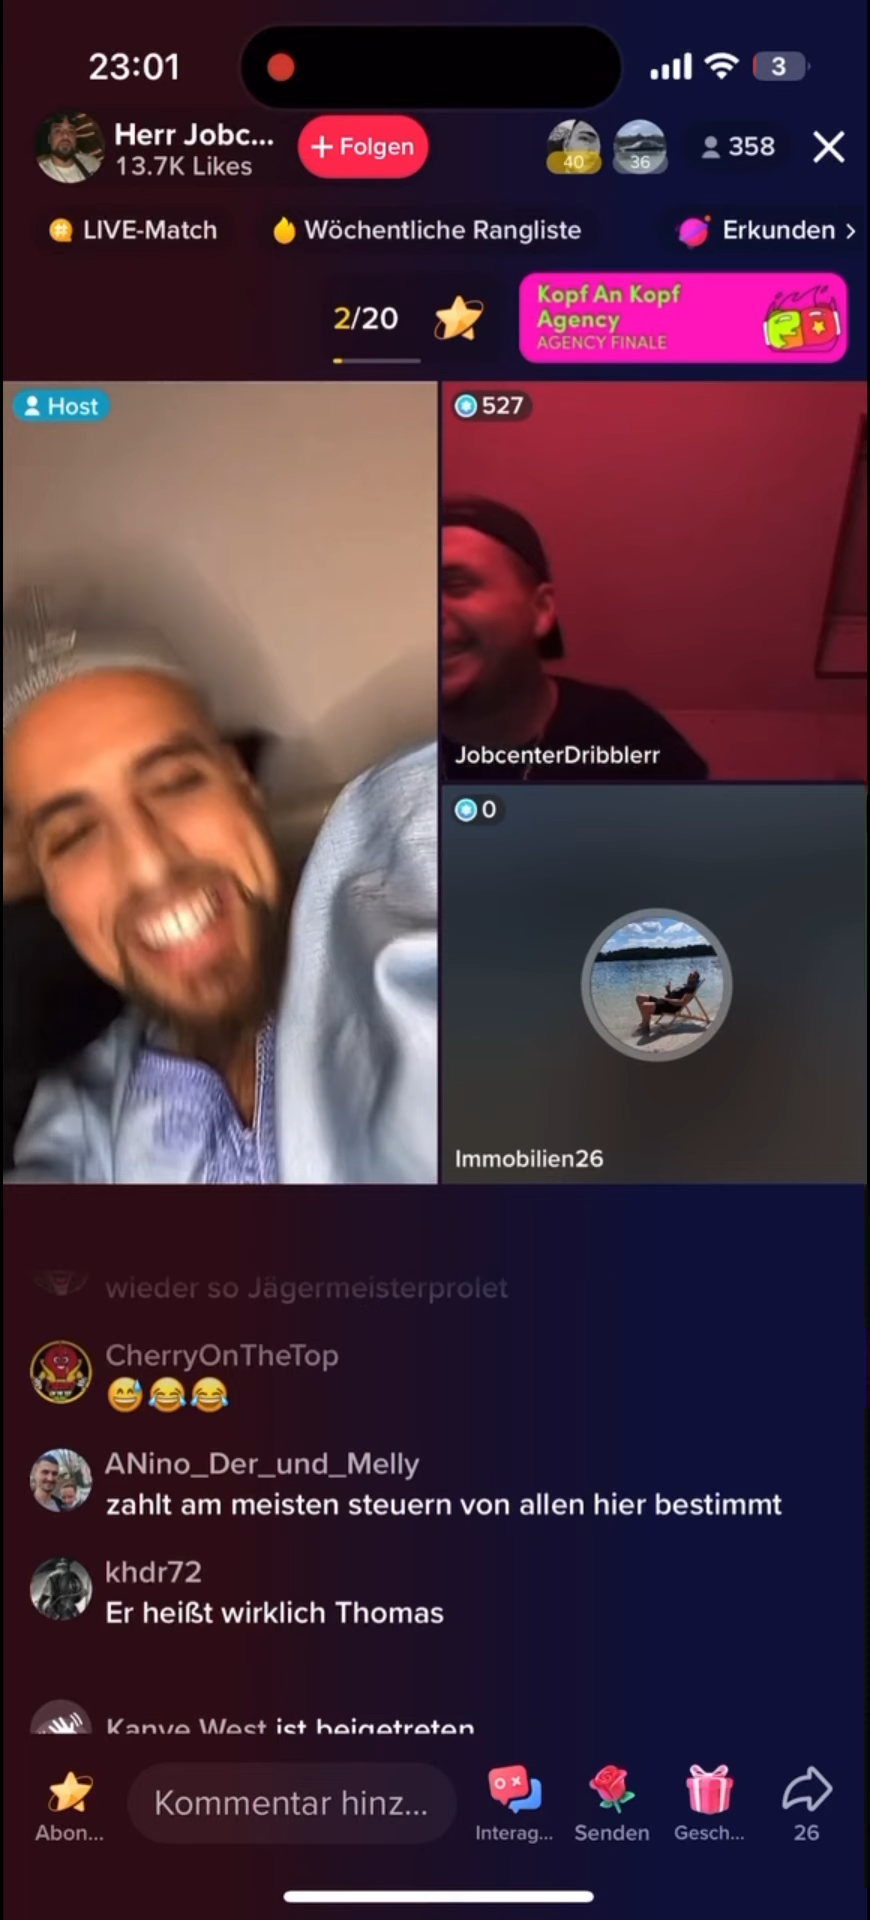 23:01
3
Herr Jobc...
13.7K Likes
+ Folgen
40
36
358
LIVE-Match
Wöchentliche Rangliste
Erkunden >
2/20
Kopf An Kopf
Agency
AGENCY FINALE
Host
527
JobcenterDribblerr
0
Immobilien26
wieder so Jägermeisterprolet
CherryOnTheTop
😅😂😂
ANino_Der_und_Melly
zahlt am meisten steuern von allen hier bestimmt
khdr72
Er heißt wirklich Thomas
Kanye West ist beigetreten
Abon...
Kommentar hinz...
Interag...
Senden
Gesch...
26